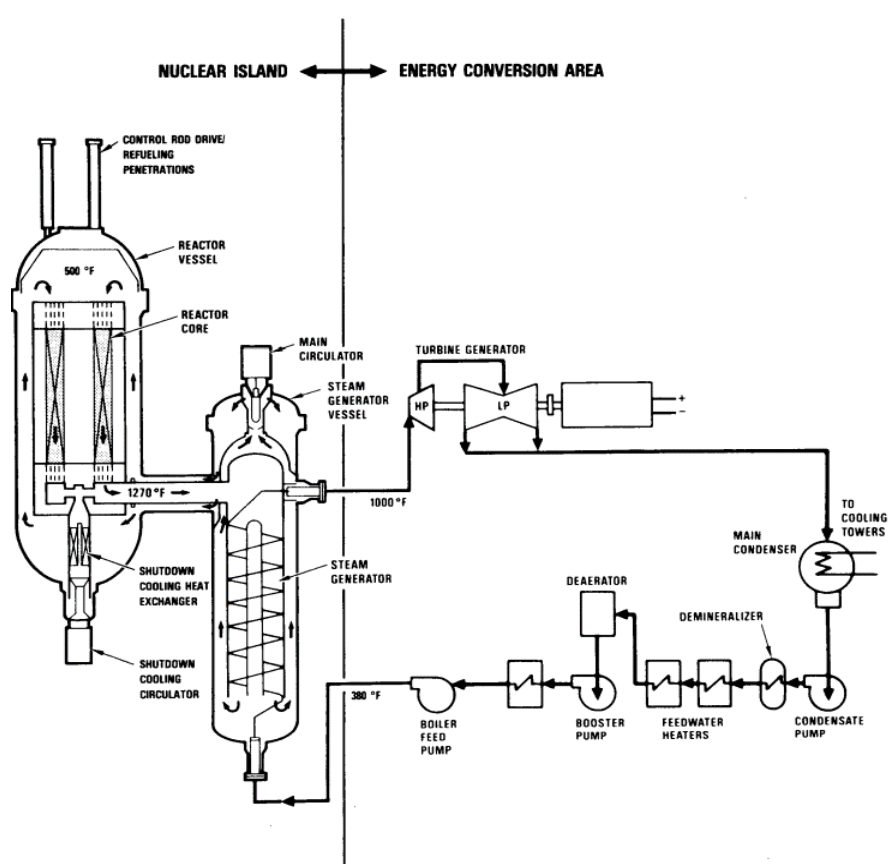 NUCLEAR ISLAND
ENERGY CONVERSION AREA
CONTROL ROD DRIVE/
REFUELING
PENETRATIONS
REACTOR
VESSEL
500 °F
REACTOR
CORE
MAIN
CIRCULATOR
STEAM
GENERATOR
VESSEL
TURBINE GENERATOR
HP
LP
+
−
1270 °F
1000 °F
TO
COOLING
TOWERS
MAIN
CONDENSER
SHUTDOWN
COOLING HEAT
EXCHANGER
STEAM
GENERATOR
DEAERATOR
DEMINERALIZER
SHUTDOWN
COOLING
CIRCULATOR
380 °F
BOILER
FEED
PUMP
BOOSTER
PUMP
FEEDWATER
HEATERS
CONDENSATE
PUMP